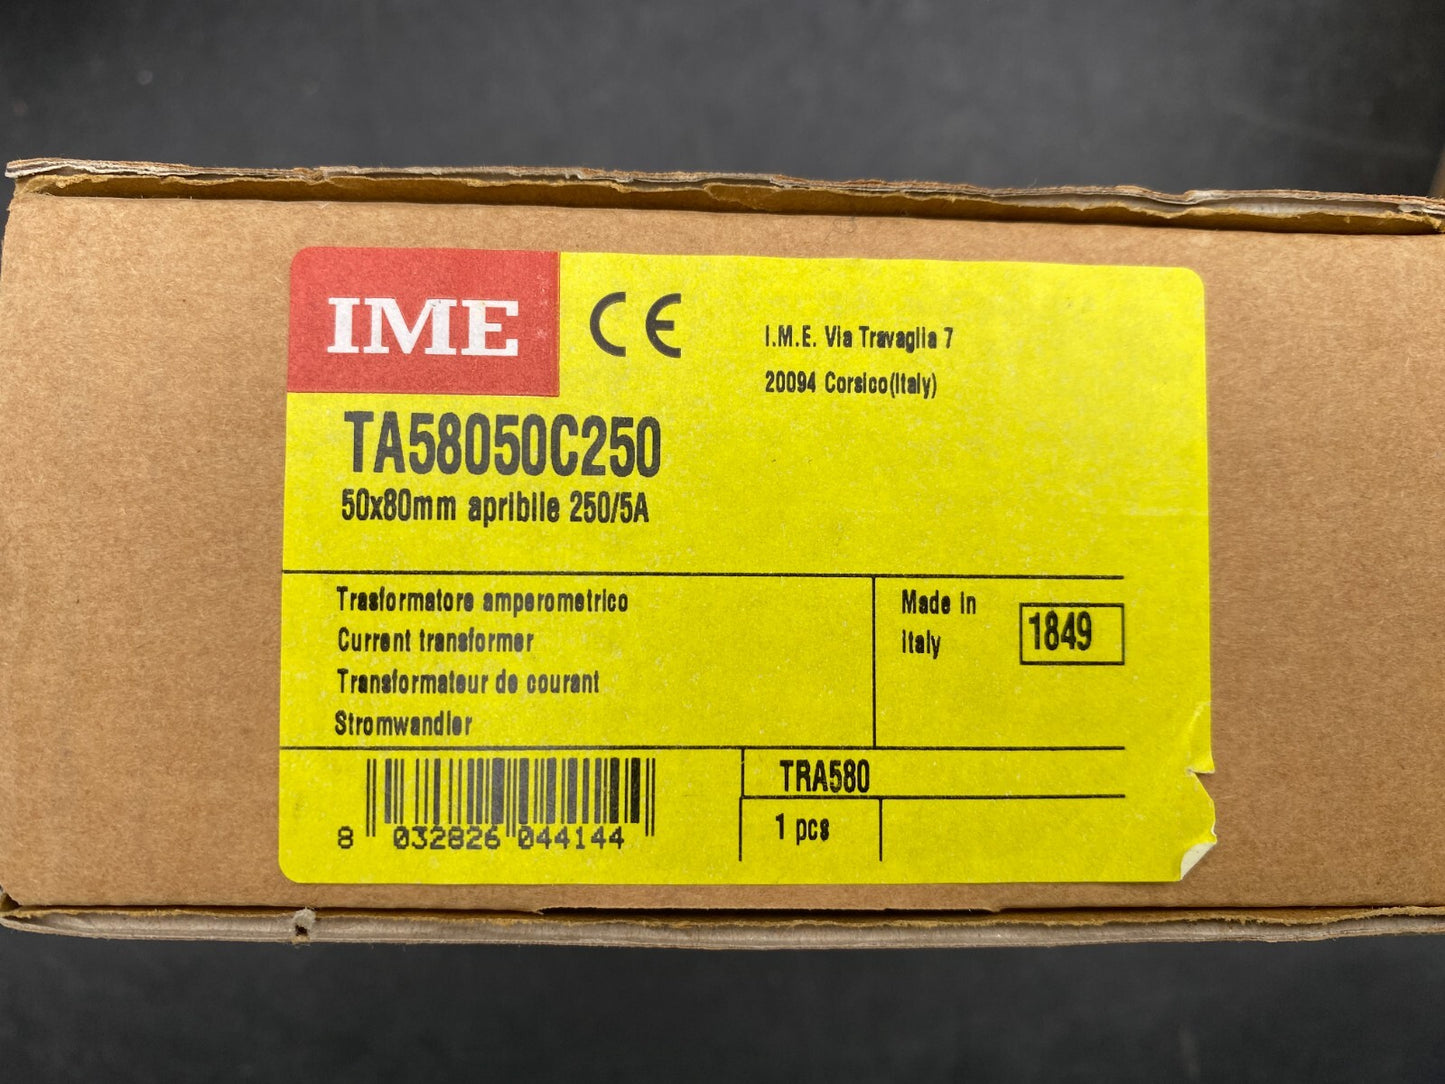 IME
CE
I.M.E. Via Travaglia 7
20094 Corsico(Italy)
TA58050C250
50x80mm apribile 250/5A
Trasformatore amperometrico
Current transformer
Transformateur de courant
Stromwandler
Made in
Italy
1849
TRA580
1 pcs
8 032826 044144